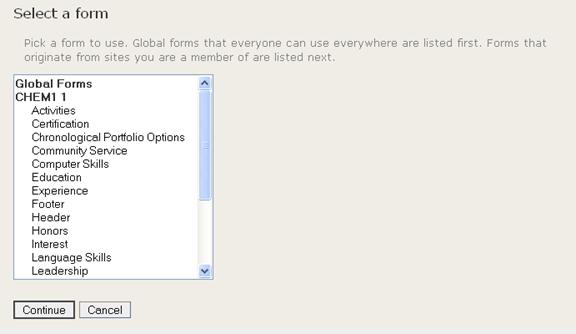 Select a form
Pick a form to use. Global forms that everyone can use everywhere are listed first. Forms that
originate from sites you are a member of are listed next.
Global Forms
CHEM1 1
Activities
Certification
Chronological Portfolio Options
Community Service
Computer Skills
Education
Experience
Footer
Header
Honors
Interest
Language Skills
Leadership
Continue Cancel